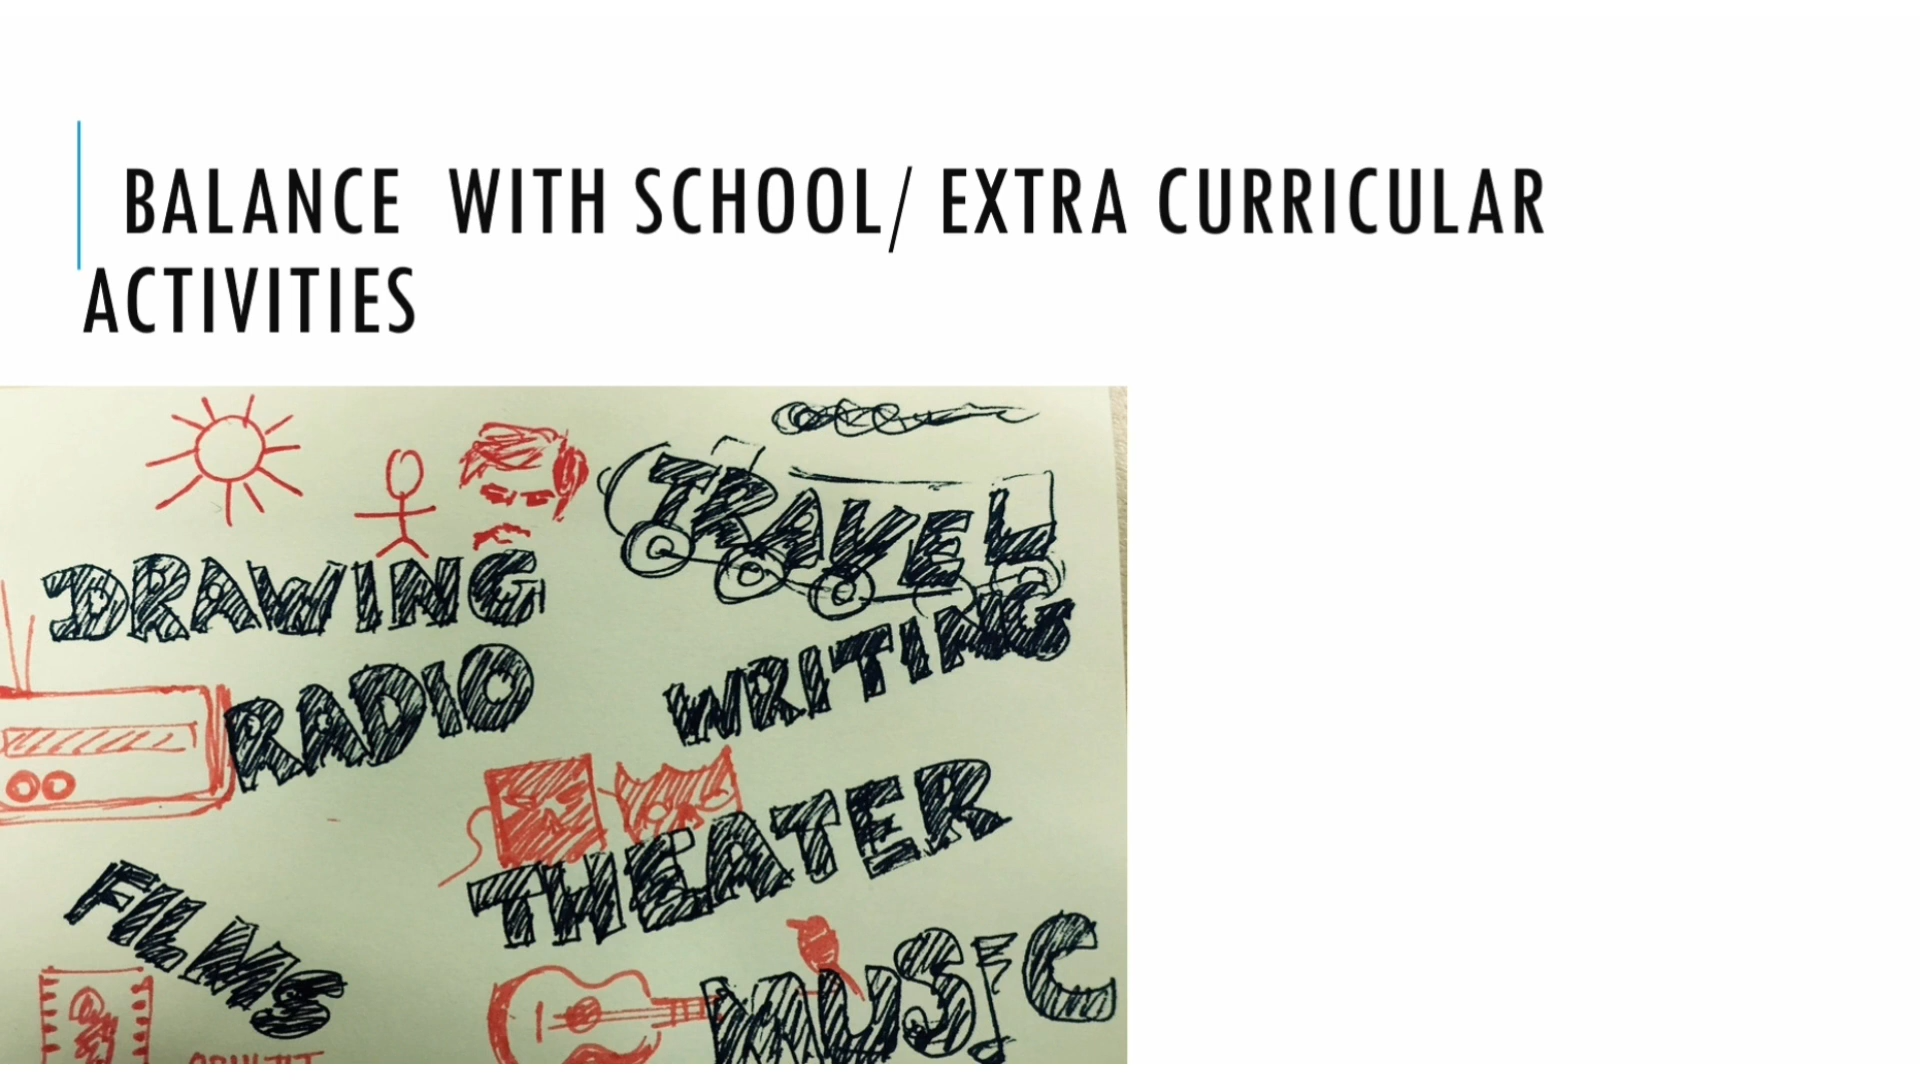 BALANCE  WITH SCHOOL/ EXTRA CURRICULAR
ACTIVITIES
TRAVEL
DRAWING
WRITING
RADIO
THEATER
FILMS
MUSIC